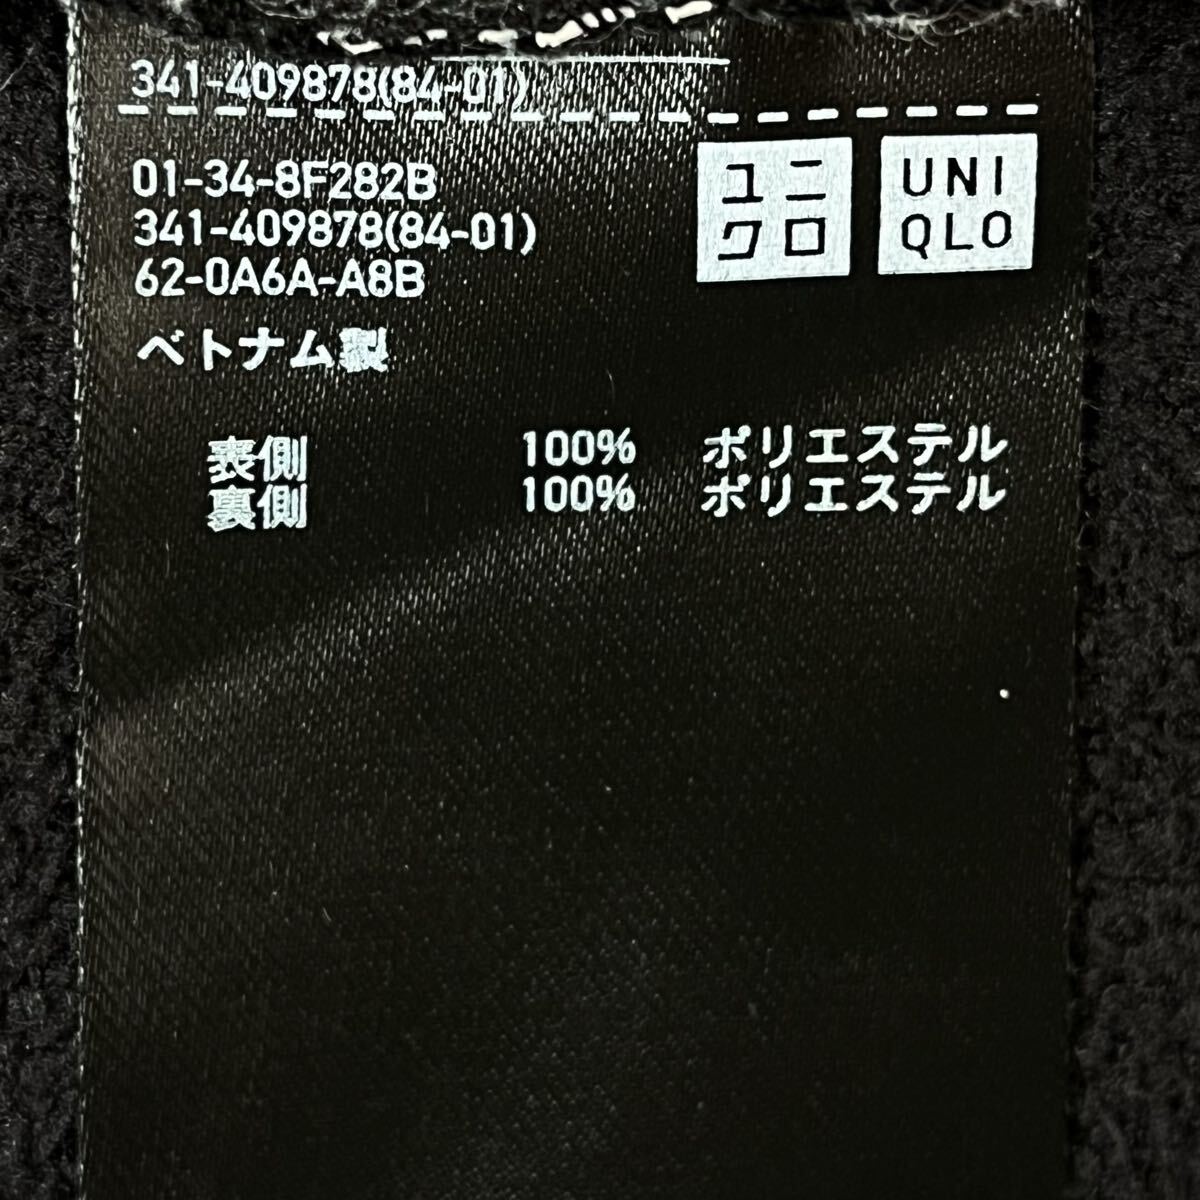 341-409878(84-01)
01-34-8F282B
341-409878(84-01)
62-0A6A-A8B
ユニ
クロ
UNI
QLO
ベトナム製
表側 100% ポリエステル
裏側 100% ポリエステル